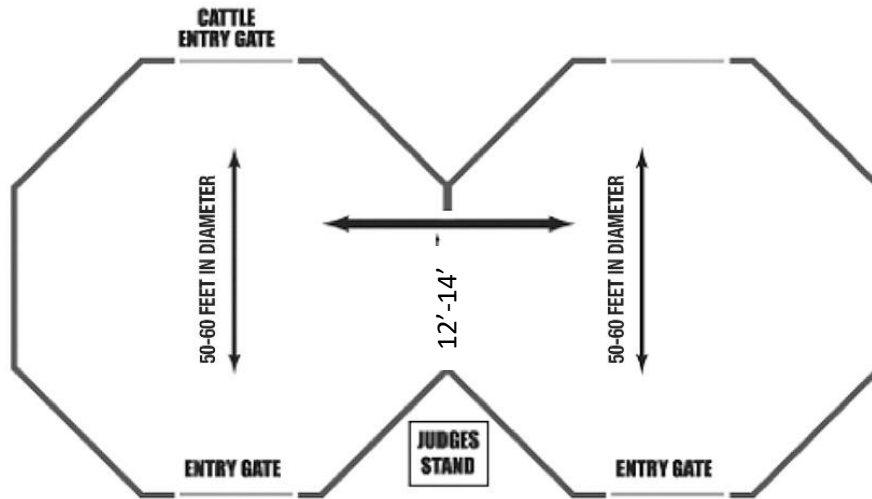 CATTLE
ENTRY GATE
50-60 FEET IN DIAMETER
12'-14'
50-60 FEET IN DIAMETER
ENTRY GATE
JUDGES
STAND
ENTRY GATE